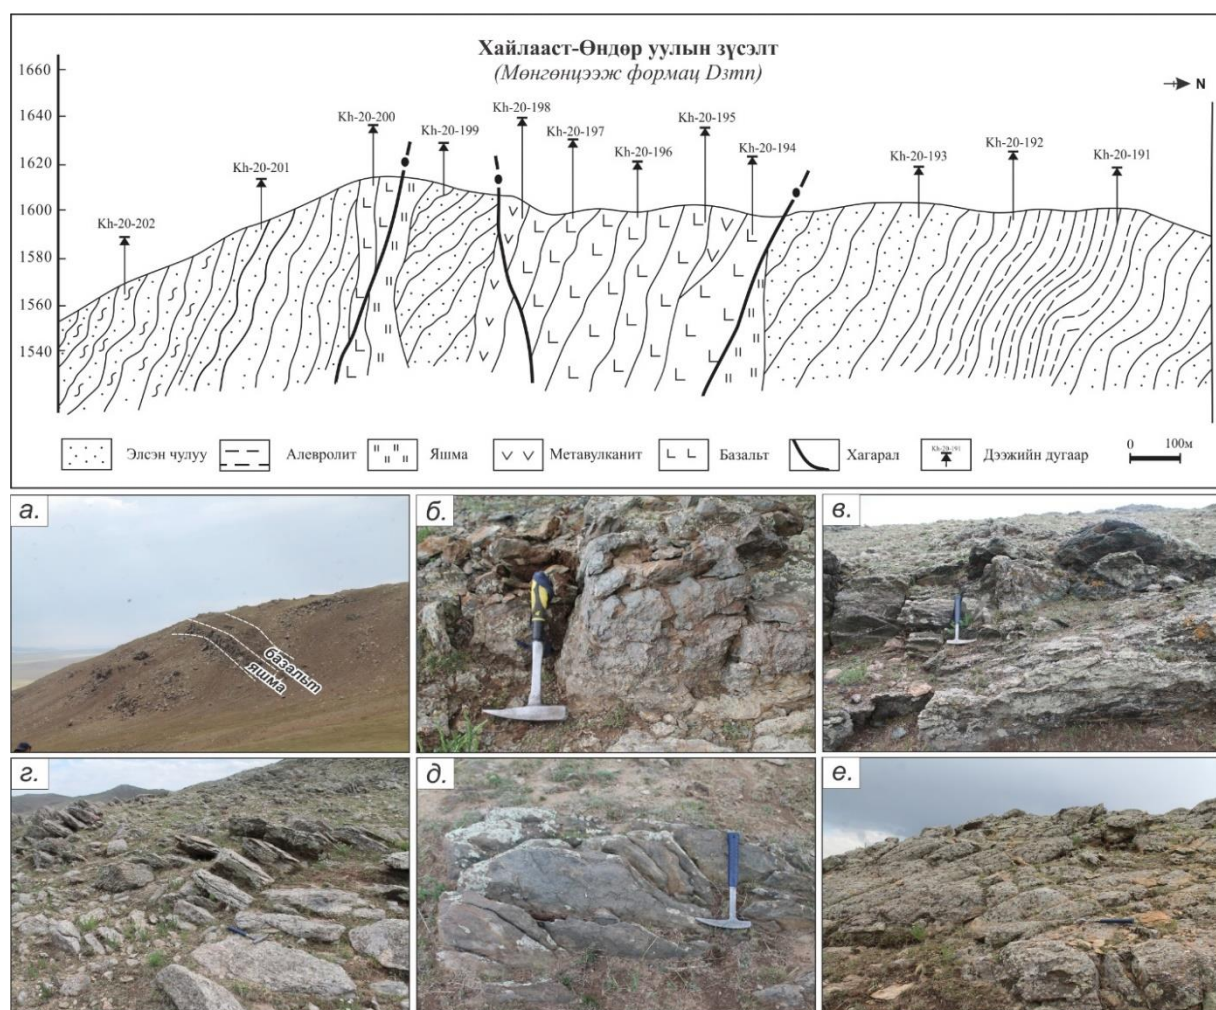 Хайлааст-Өндөр уулын зүсэлт
(Мөнгөнцээж формац D₃mn)
N
1660
1640
1620
1600
1580
1560
1540
Kh-20-202
Kh-20-201
Kh-20-200
Kh-20-199
Kh-20-198
Kh-20-197
Kh-20-196
Kh-20-195
Kh-20-194
Kh-20-193
Kh-20-192
Kh-20-191
Элсэн чулуу
Алевролит
Яшма
Метавулканит
Базальт
Хагарал
Kh-20-191
Дээжийн дугаар
0 100м
а.
базальт
яшма
б.
в.
г.
д.
е.